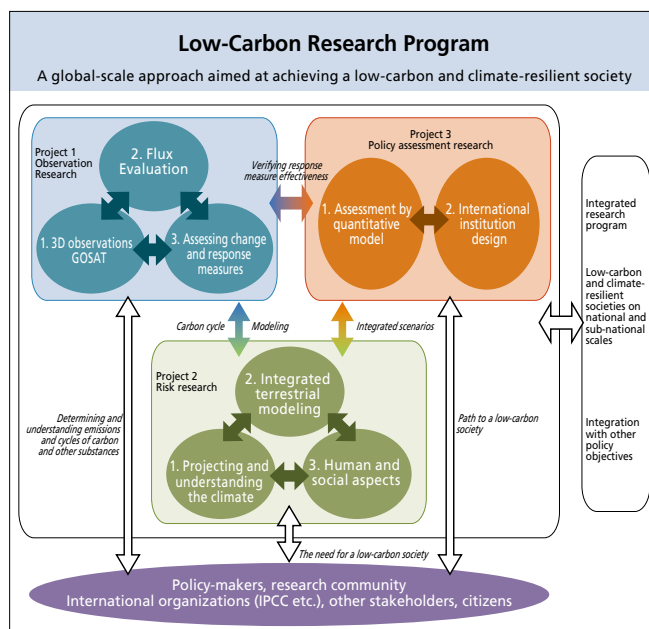 Low-Carbon Research Program
A global-scale approach aimed at achieving a low-carbon and climate-resilient society
Project 1
Observation
Research
2. Flux
Evaluation
1. 3D observations
GOSAT
3. Assessing change
and response
measures
Verifying response
measure effectiveness
Project 3
Policy assessment research
1. Assessment by
quantitative
model
2. International
institution
design
Carbon cycle
Modeling
Integrated scenarios
Project 2
Risk research
2. Integrated
terrestrial
modeling
1. Projecting and
understanding
the climate
3. Human and
social aspects
Determining and
understanding emissions
and cycles of carbon
and other substances
Path to a low-carbon
society
The need for a low-carbon society
Integrated
research
program
Low-carbon
and climate-
resilient
societies on
national and
sub-national
scales
Integration
with other
policy
objectives
Policy-makers, research community
International organizations (IPCC etc.), other stakeholders, citizens